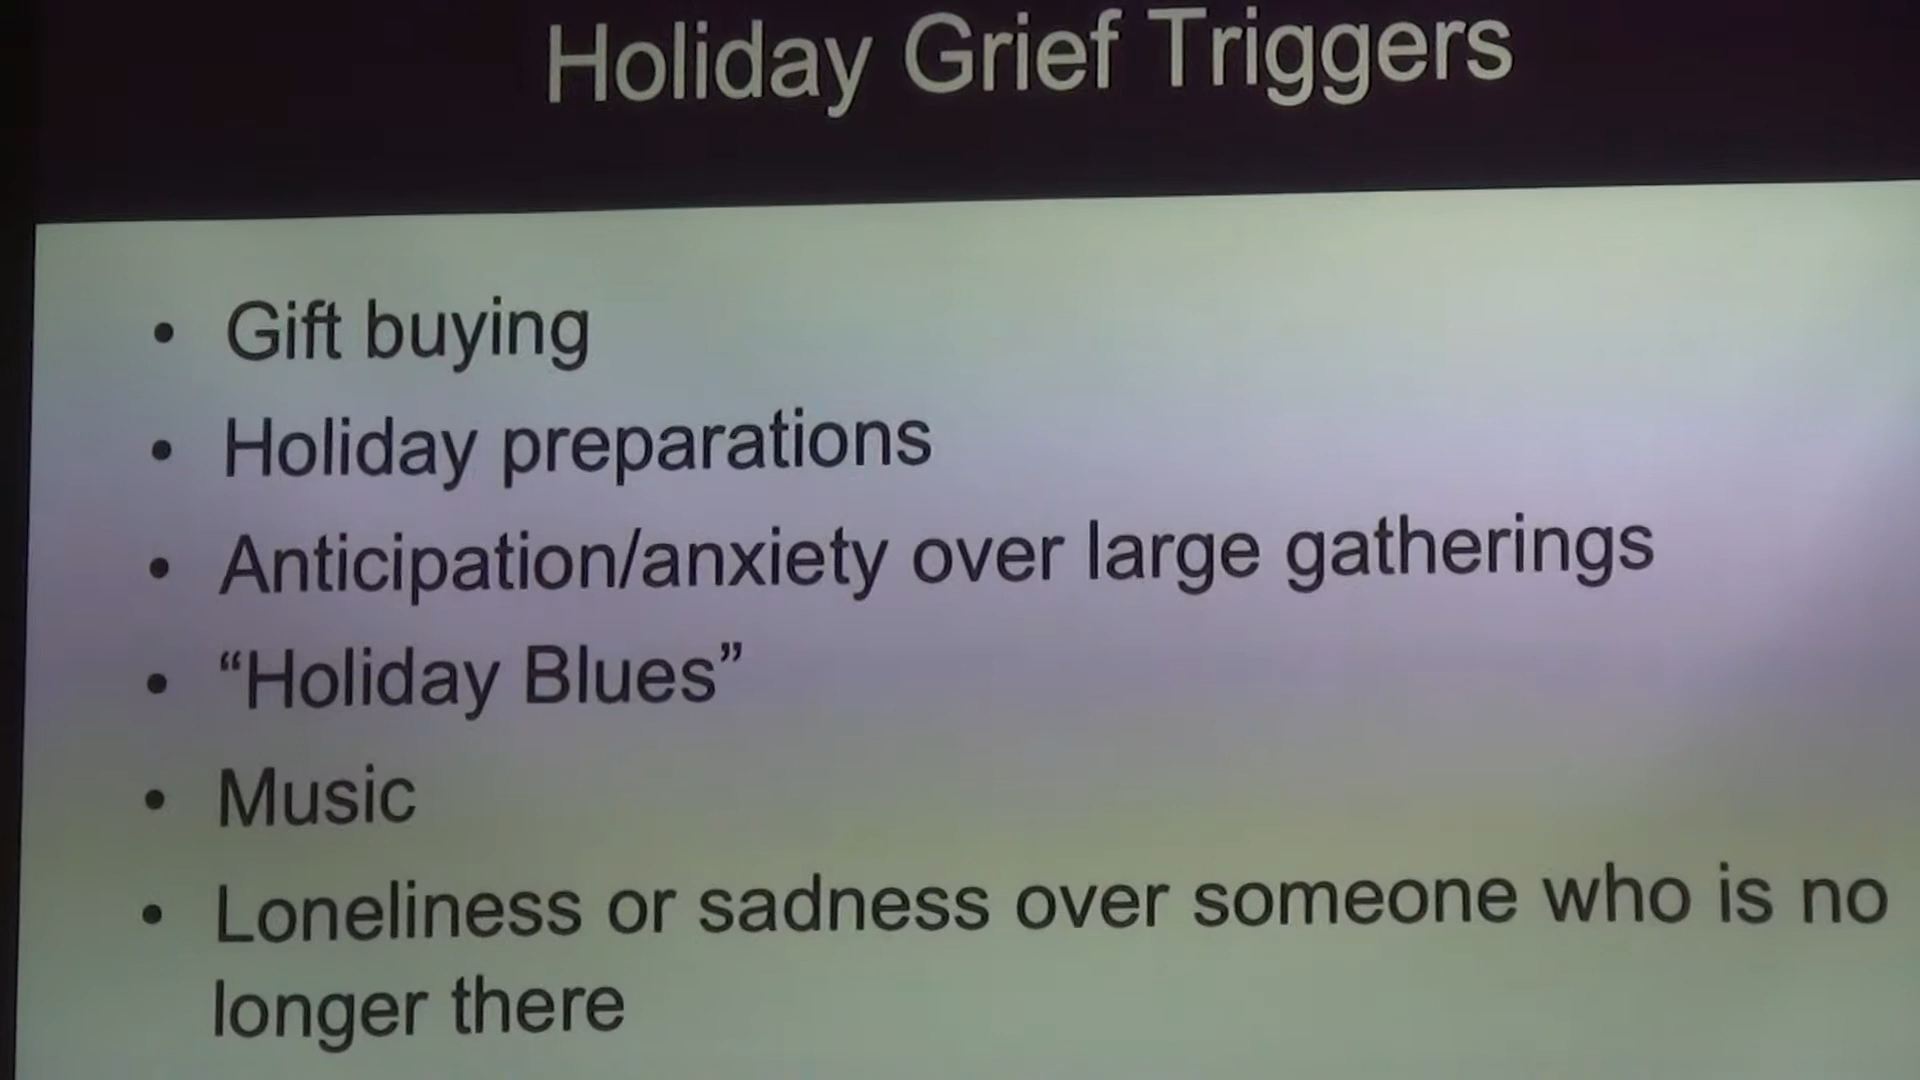 Holiday Grief Triggers
• Gift buying
• Holiday preparations
• Anticipation/anxiety over large gatherings
• “Holiday Blues”
• Music
• Loneliness or sadness over someone who is no
longer there